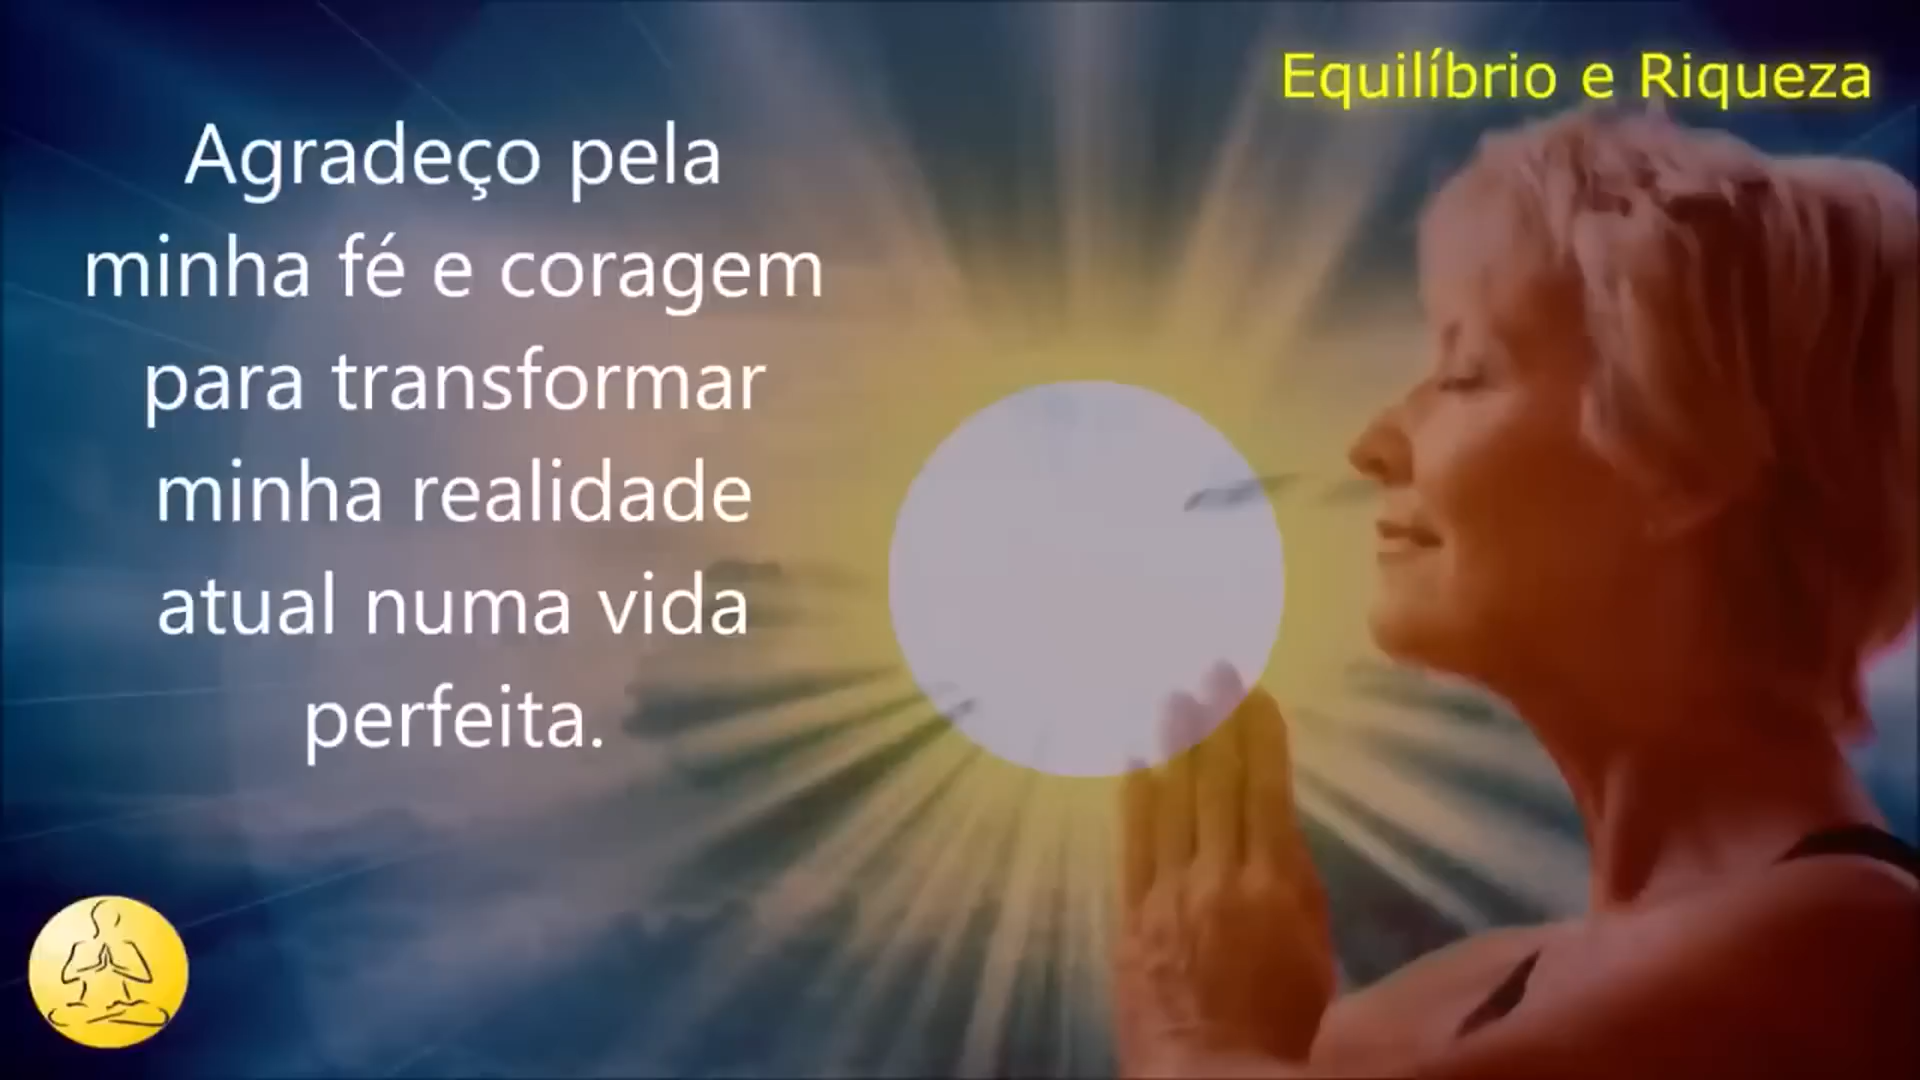 Equilíbrio e Riqueza
Agradeço pela
minha fé e coragem
para transformar
minha realidade
atual numa vida
perfeita.